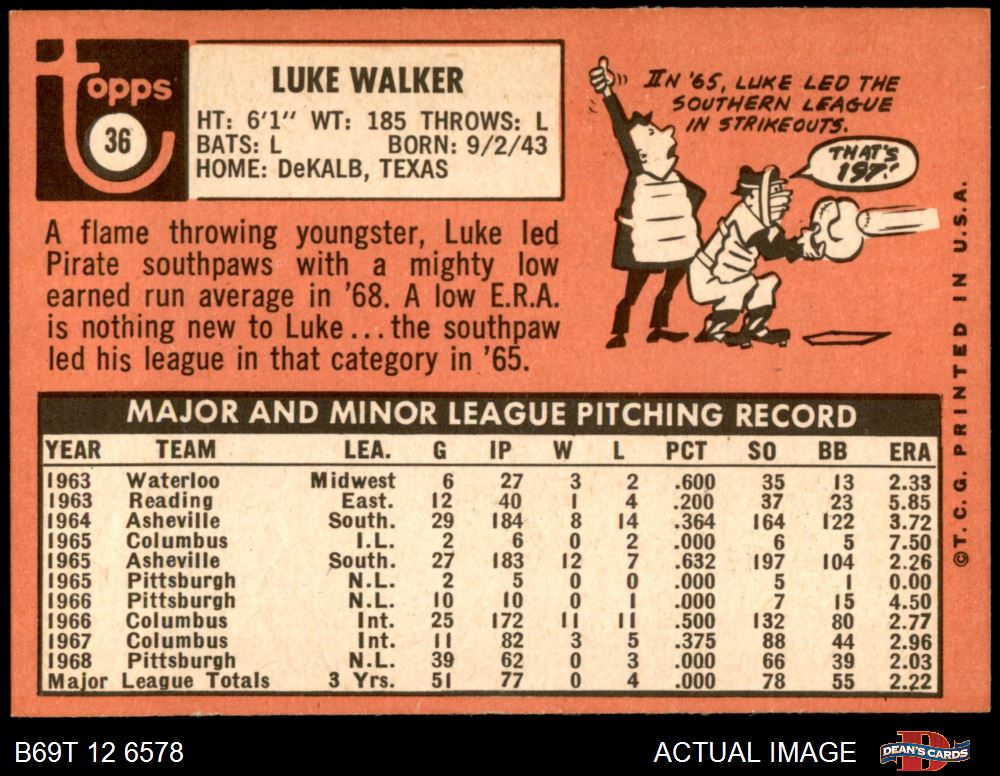 Topps
36
LUKE WALKER
HT: 6'1" WT: 185 THROWS: L
BATS: L BORN: 9/2/43
HOME: DeKALB, TEXAS
IN '65, LUKE LED THE
SOUTHERN LEAGUE
IN STRIKEOUTS.
THAT'S
197!
A flame throwing youngster, Luke led
Pirate southpaws with a mighty low
earned run average in '68. A low E.R.A.
is nothing new to Luke...the southpaw
led his league in that category in '65.
MAJOR AND MINOR LEAGUE PITCHING RECORD
YEAR TEAM LEA. G IP W L PCT SO BB ERA
1963 Waterloo Midwest 6 27 3 2 .600 35 13 2.33
1963 Reading East. 12 40 1 4 .200 37 23 5.85
1964 Asheville South. 29 184 8 14 .364 164 122 3.72
1965 Columbus I.L. 2 6 0 2 .000 6 5 7.50
1965 Asheville South. 27 183 12 7 .632 197 104 2.26
1965 Pittsburgh N.L. 2 5 0 0 .000 5 1 0.00
1966 Pittsburgh N.L. 10 10 0 1 .000 7 15 4.50
1966 Columbus Int. 25 172 11 11 .500 132 80 2.77
1967 Columbus Int. 11 82 3 5 .375 88 44 2.96
1968 Pittsburgh N.L. 39 62 0 3 .000 66 39 2.03
Major League Totals 3 Yrs. 51 77 0 4 .000 78 55 2.22
©T.C.G. PRINTED IN U.S.A.
B69T 12 6578
ACTUAL IMAGE
DEAN'S CARDS